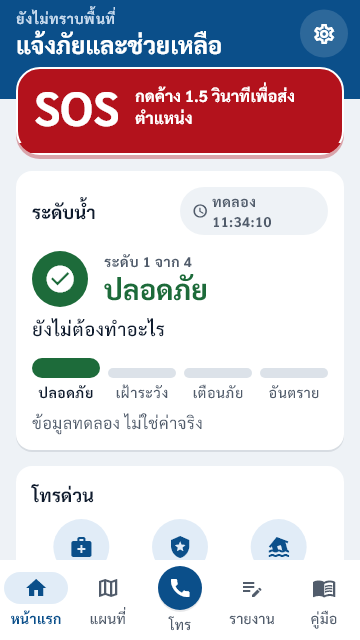 ยังไม่ทราบพื้นที่
แจ้งภัยและช่วยเหลือ
SOS
กดค้าง 1.5 วินาทีเพื่อส่ง
ตำแหน่ง
ระดับน้ำ
ทดลอง
11:34:10
ระดับ 1 จาก 4
ปลอดภัย
ยังไม่ต้องทำอะไร
ปลอดภัย เฝ้าระวัง เตือนภัย อันตราย
ข้อมูลทดลอง ไม่ใช่ค่าจริง
โทรด่วน
หน้าแรก แผนที่ โทร รายงาน คู่มือ